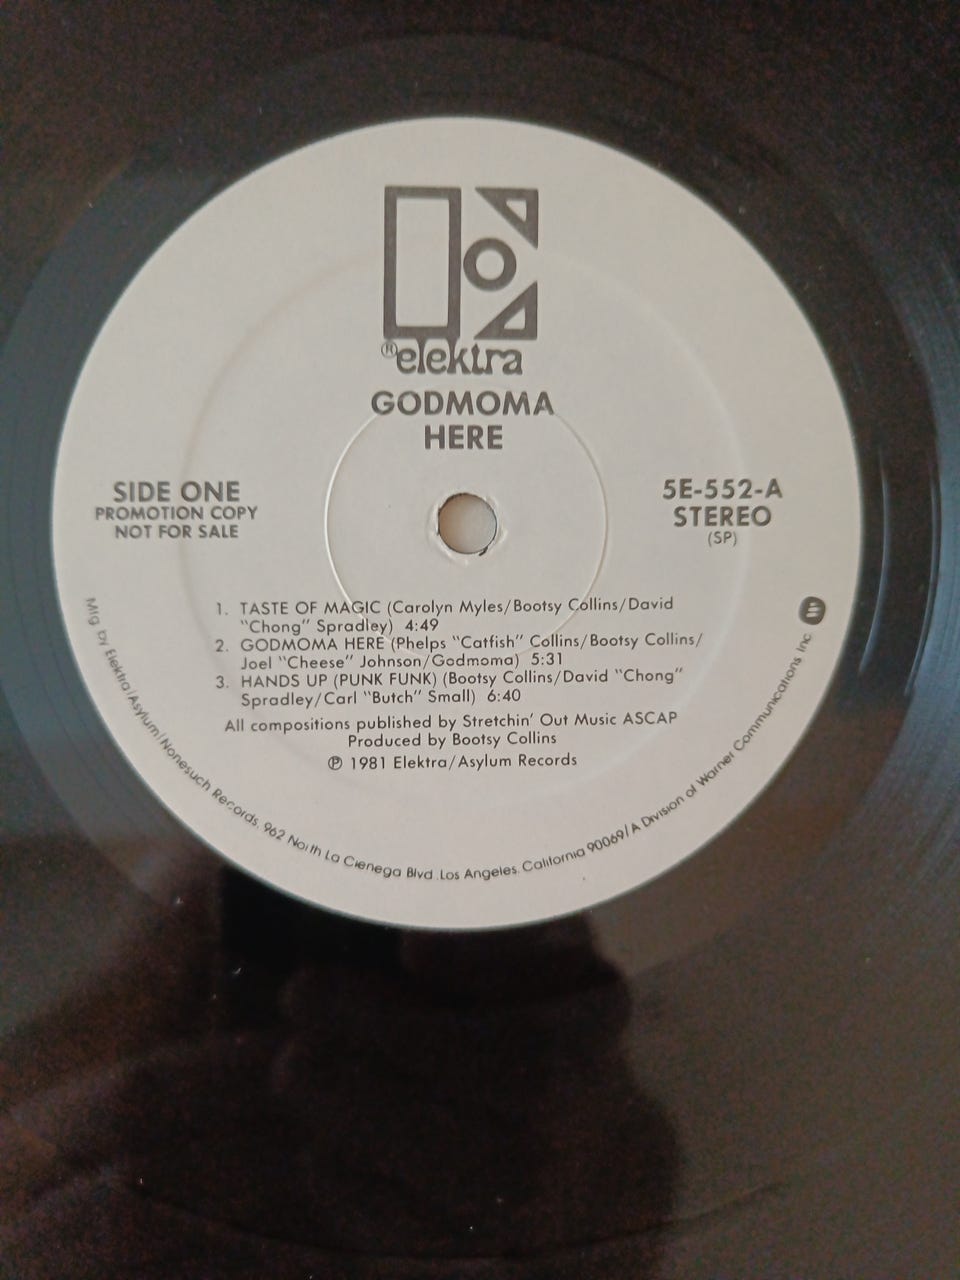 ®elektra
GODMOMA
HERE
SIDE ONE
PROMOTION COPY
NOT FOR SALE
5E-552-A
STEREO
(SP)
1. TASTE OF MAGIC (Carolyn Myles/Bootsy Collins/David
"Chong" Spradley) 4:49
2. GODMOMA HERE (Phelps "Catfish" Collins/Bootsy Collins/
Joel "Cheese" Johnson/Godmoma) 5:31
3. HANDS UP (PUNK FUNK) (Bootsy Collins/David "Chong"
Spradley/Carl "Butch" Small) 6:40
All compositions published by Stretchin' Out Music ASCAP
Produced by Bootsy Collins
℗ 1981 Elektra/Asylum Records
Mfg by Elektra/Asylum/Nonesuch Records, 962 North La Cienega Blvd. Los Angeles, California 90069/A Division of Warner Communications Inc